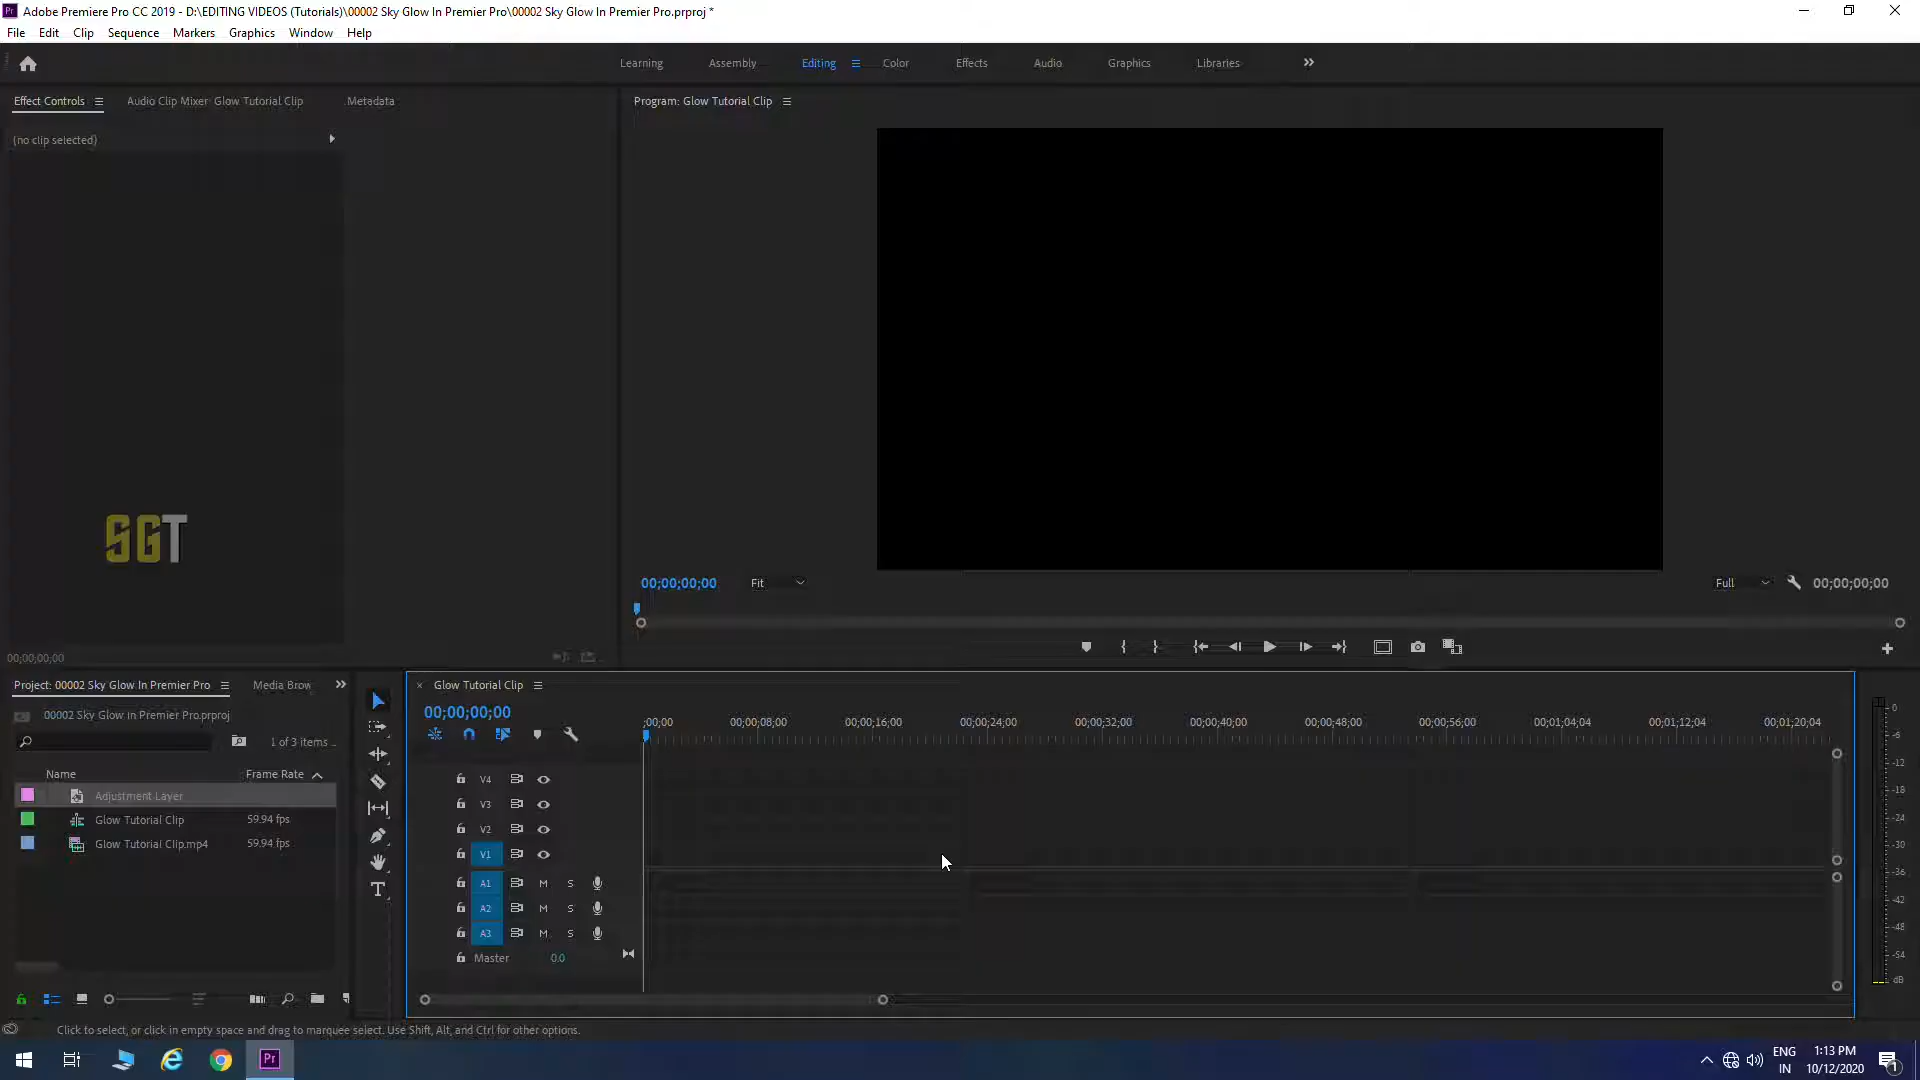 Adobe Premiere Pro CC 2019 - D:\EDITING VIDEOS (Tutorials)\00002 Sky Glow In Premier Pro\00002 Sky Glow In Premier Pro.prproj *
File Edit Clip Sequence Markers Graphics Window Help
Learning Assembly Editing Color Effects Audio Graphics Libraries
Effect Controls Audio Clip Mixer: Glow Tutorial Clip Metadata
Program: Glow Tutorial Clip
(no clip selected)
SGT
00;00;00;00 Fit Full 00;00;00;00
00;00;00;00
Project: 00002 Sky Glow In Premier Pro Media Brow
Glow Tutorial Clip
00002 Sky Glow In Premier Pro.prproj
00;00;00;00
;00;00 00;00;08;00 00;00;16;00 00;00;24;00 00;00;32;00 00;00;40;00 00;00;48;00 00;00;56;00 00;01;04;04 00;01;12;04 00;01;20;04
1 of 3 items ...
Name Frame Rate
Adjustment Layer
Glow Tutorial Clip 59.94 fps
Glow Tutorial Clip.mp4 59.94 fps
V4
V3
V2
V1
A1 M S
A2 M S
A3 M S
Master 0.0
0
-6
-12
-18
-24
-30
-36
-42
-48
-54
dB
Click to select, or click in empty space and drag to marquee select. Use Shift, Alt, and Ctrl for other options.
Pr
ENG
IN
1:13 PM
10/12/2020
1